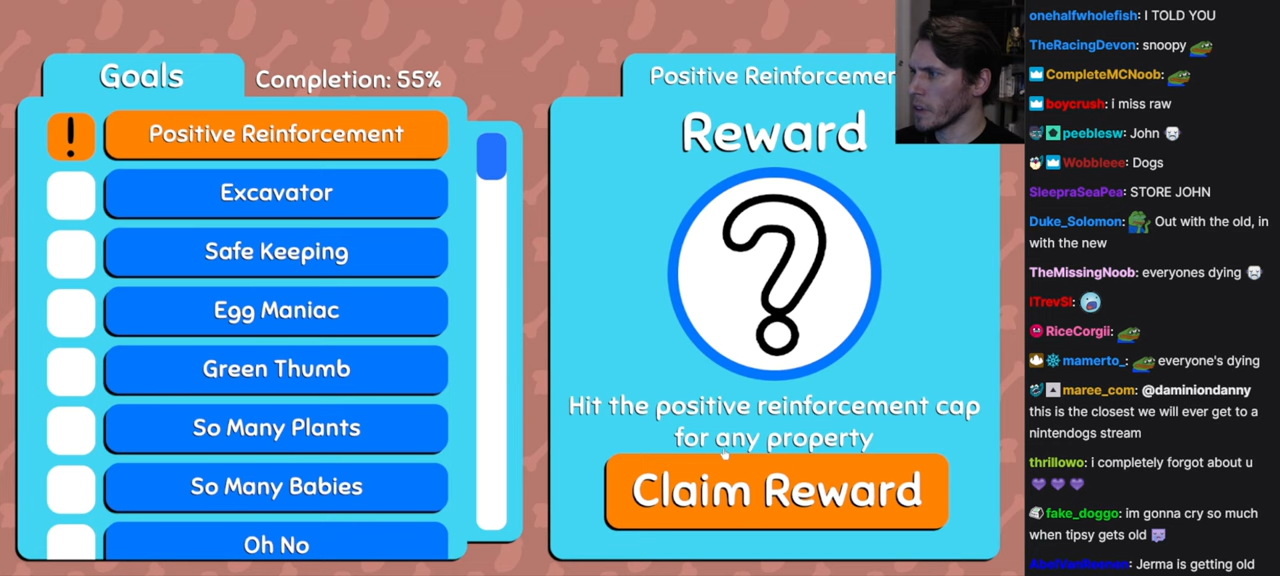 Goals
Completion: 55%
!
Positive Reinforcement
Excavator
Safe Keeping
Egg Maniac
Green Thumb
So Many Plants
So Many Babies
Oh No
Positive
Reward
?
Hit the positive reinforcement cap
for any property
Claim Reward
onehalfwholefish: I TOLD YOU
TheRacingDevon: snoopy
CompleteMCNoob:
boycrush: i miss raw
peeblesw: John
Wobbleee: Dogs
SleepraSeaPea: STORE JOHN
Duke_Solomon: Out with the old, in
with the new
TheMissingNoob: everyones dying
ITrevSI:
RiceCorgii:
mamerto_: everyone's dying
maree_com: @daminiondanny
this is the closest we will ever get to a
nintendogs stream
thrillowo: i completely forgot about u
fake_doggo: im gonna cry so much
when tipsy gets old
Jerma is getting old